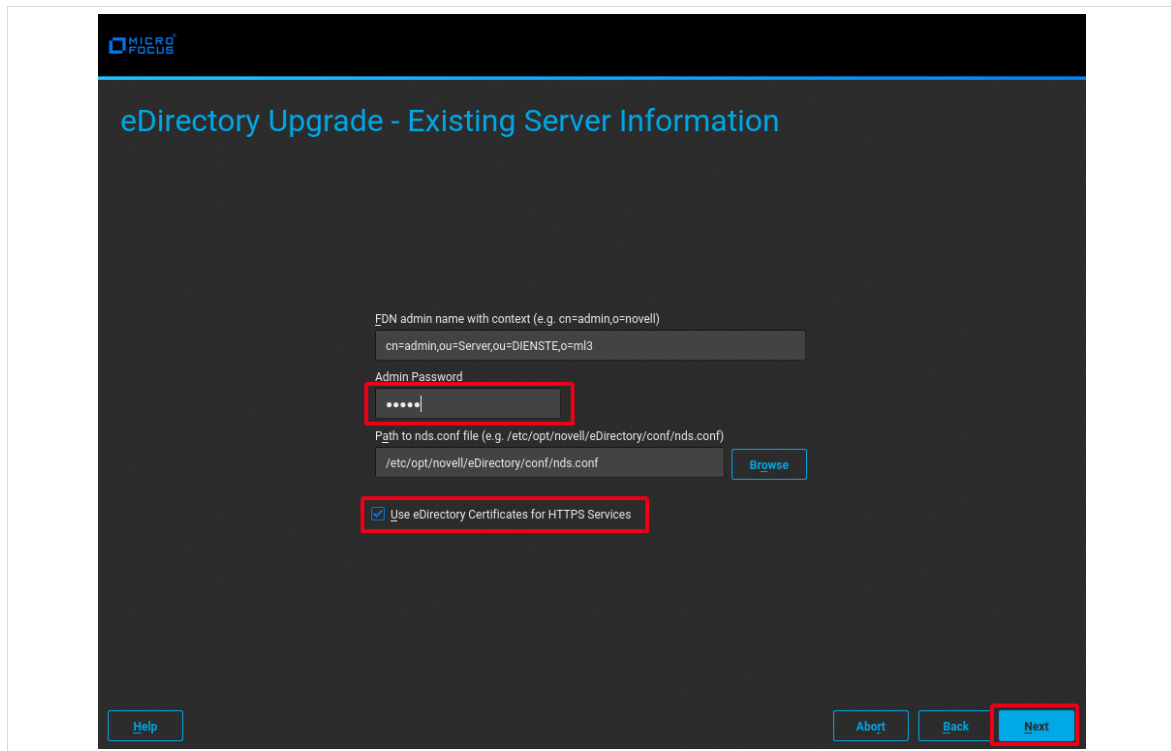 MICRO
FOCUS
eDirectory Upgrade - Existing Server Information
FDN admin name with context (e.g. cn=admin,o=novell)
cn=admin,ou=Server,ou=DIENSTE,o=ml3
Admin Password
•••••
Path to nds.conf file (e.g. /etc/opt/novell/eDirectory/conf/nds.conf)
/etc/opt/novell/eDirectory/conf/nds.conf
Browse
Use eDirectory Certificates for HTTPS Services
Help
Abort
Back
Next